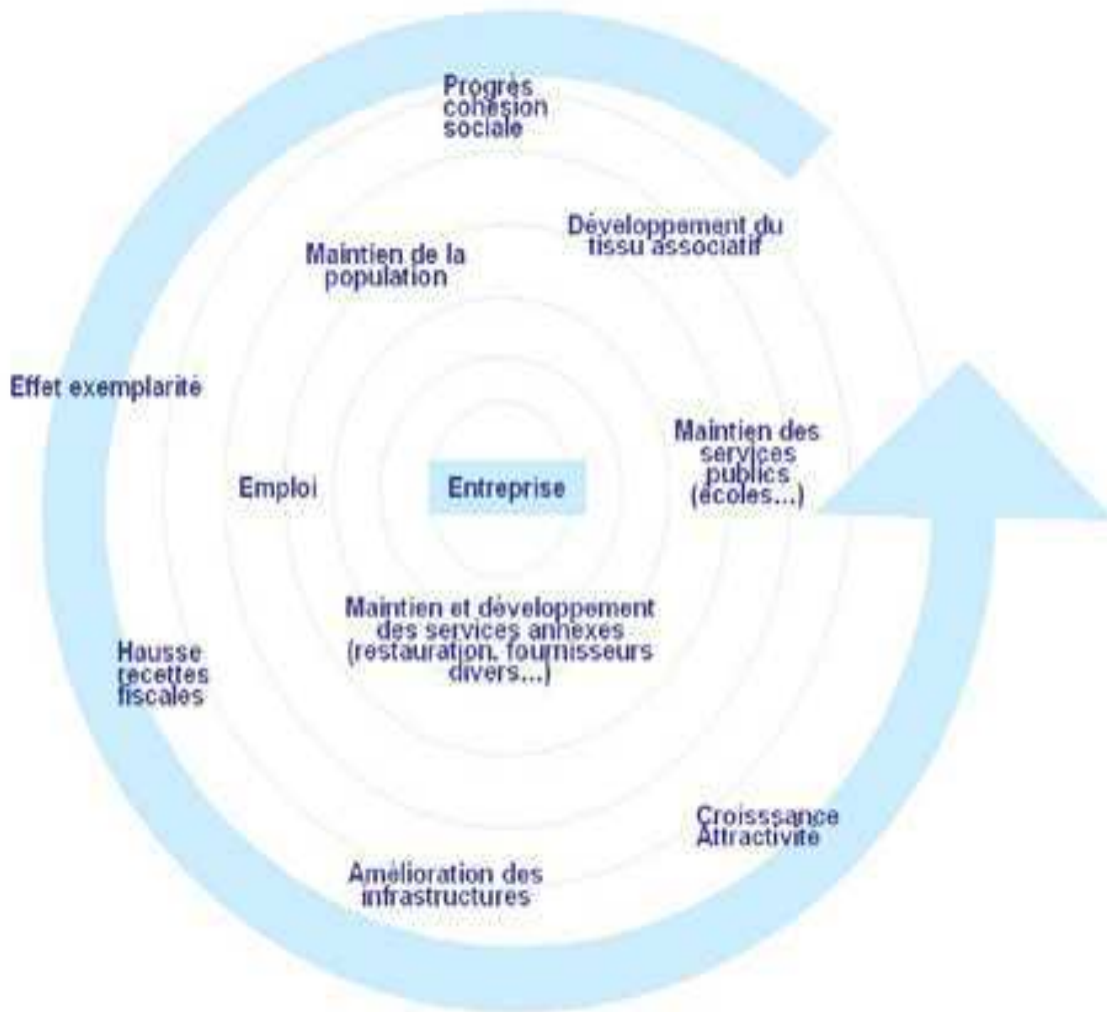 Progrès
cohésion
sociale
Développement du
tissu associatif
Maintien de la
population
Effet exemplarité
Maintien des
services
publics
(écoles...)
Emploi
Entreprise
Maintien et développement
des services annexes
(restauration, fournisseurs
divers...)
Hausse
recettes
fiscales
Croisssance
Attractivité
Amélioration des
infrastructures